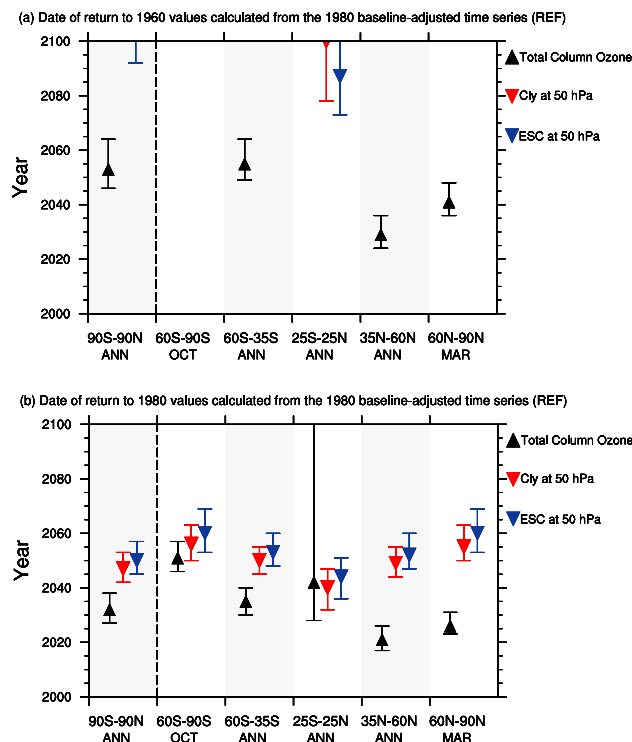 (a) Date of return to 1960 values calculated from the 1980 baseline-adjusted time series (REF)
2100
2080
2060
2040
2020
2000
Year
Total Column Ozone
Cly at 50 hPa
ESC at 50 hPa
90S-90N 60S-90S 60S-35S 25S-25N 35N-60N 60N-90N
ANN OCT ANN ANN ANN MAR
(b) Date of return to 1980 values calculated from the 1980 baseline-adjusted time series (REF)
2100
2080
2060
2040
2020
2000
Year
Total Column Ozone
Cly at 50 hPa
ESC at 50 hPa
90S-90N 60S-90S 60S-35S 25S-25N 35N-60N 60N-90N
ANN OCT ANN ANN ANN MAR